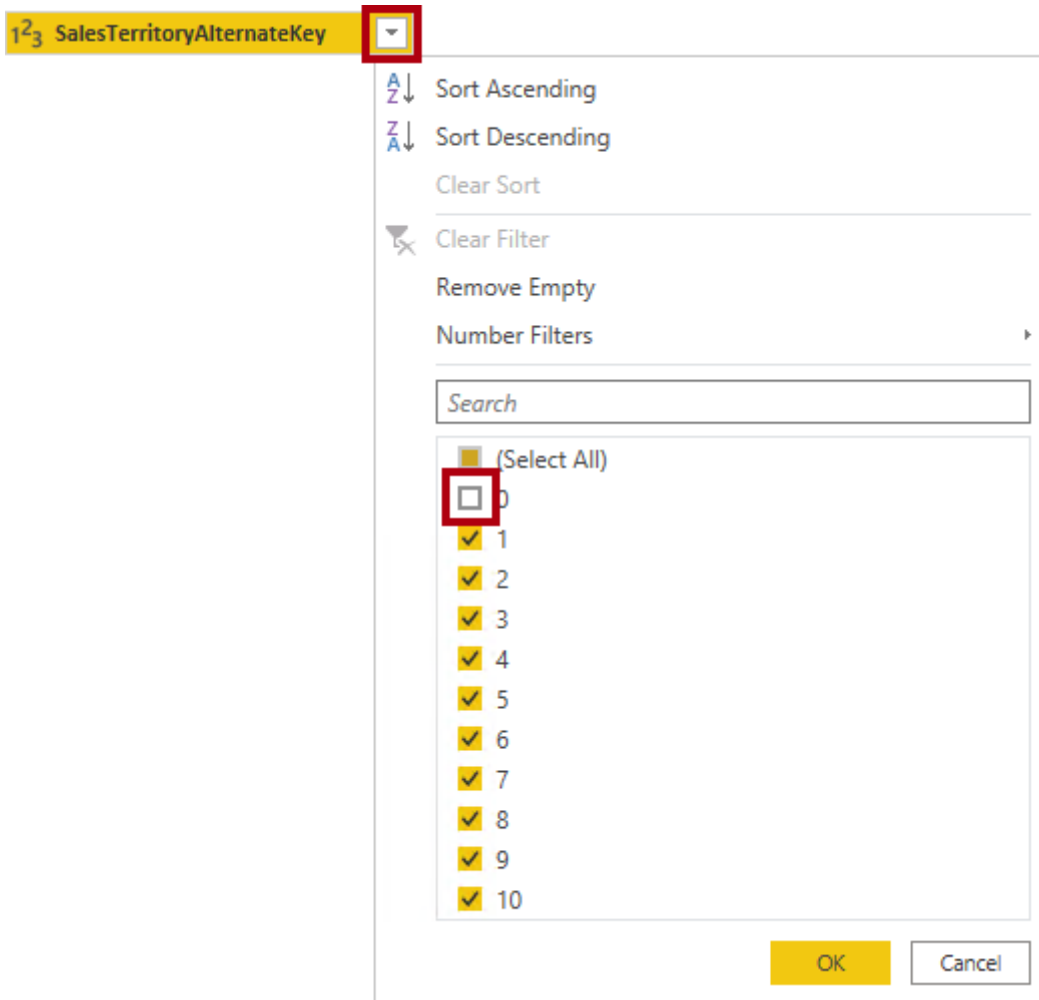 123 SalesTerritoryAlternateKey
Sort Ascending
Sort Descending
Clear Sort
Clear Filter
Remove Empty
Number Filters
Search
(Select All)
0
1
2
3
4
5
6
7
8
9
10
OK Cancel